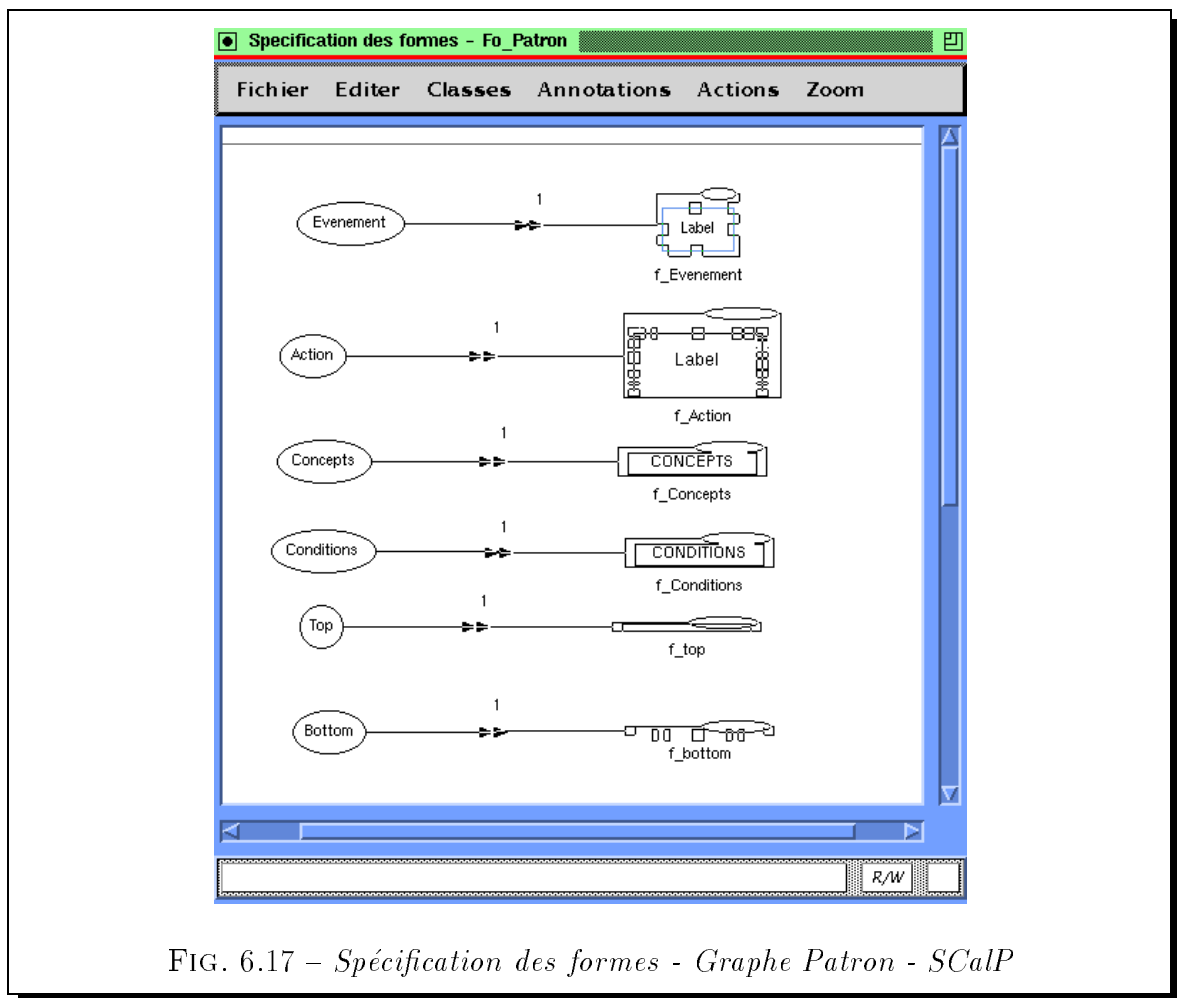 Specification des formes - Fo_Patron
Fichier Editer Classes Annotations Actions Zoom
Evenement 1 Label
f_Evenement
Action 1 Label
f_Action
Concepts 1 CONCEPTS
f_Concepts
Conditions 1 CONDITIONS
f_Conditions
Top 1
f_top
Bottom 1
f_bottom
R/W
FIG. 6.17 – Spécification des formes - Graphe Patron - SCalP